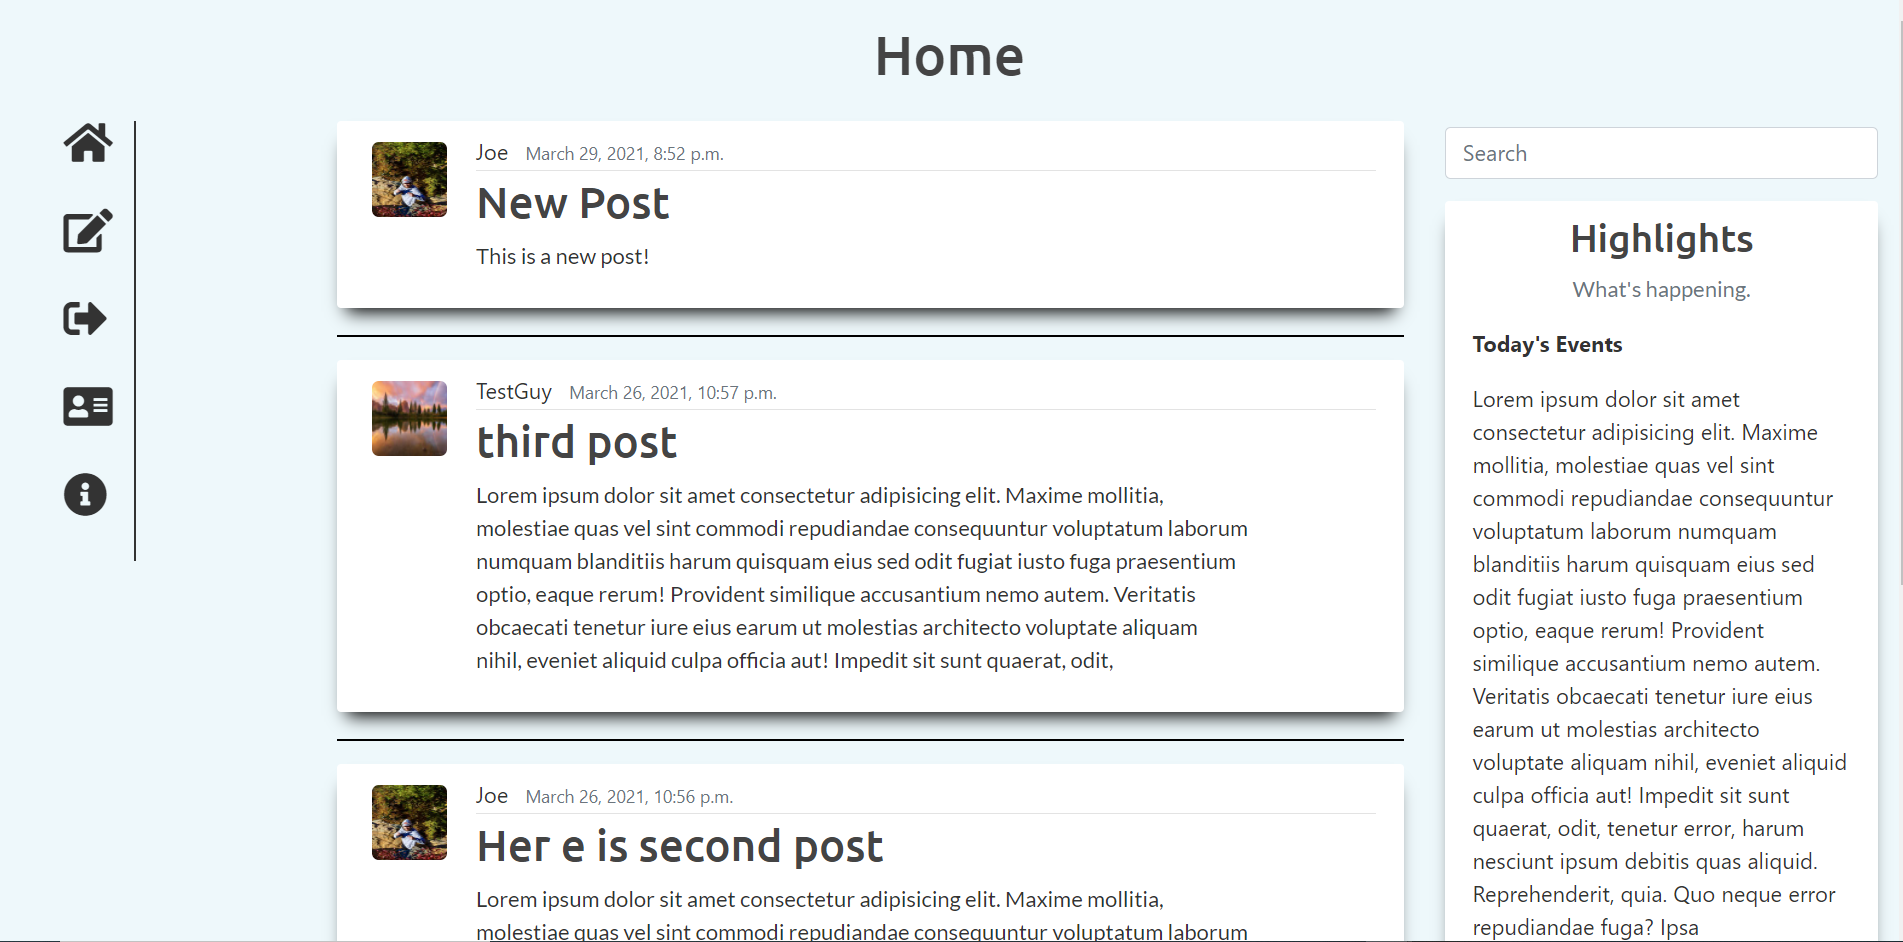 Home
Joe March 29, 2021, 8:52 p.m.
New Post
This is a new post!
TestGuy March 26, 2021, 10:57 p.m.
third post
Lorem ipsum dolor sit amet consectetur adipisicing elit. Maxime mollitia,
molestiae quas vel sint commodi repudiandae consequuntur voluptatum laborum
numquam blanditiis harum quisquam eius sed odit fugiat iusto fuga praesentium
optio, eaque rerum! Provident similique accusantium nemo autem. Veritatis
obcaecati tenetur iure eius earum ut molestias architecto voluptate aliquam
nihil, eveniet aliquid culpa officia aut! Impedit sit sunt quaerat, odit,
Joe March 26, 2021, 10:56 p.m.
Her e is second post
Lorem ipsum dolor sit amet consectetur adipisicing elit. Maxime mollitia,
molestiae quas vel sint commodi repudiandae consequuntur voluptatum laborum
Search
Highlights
What's happening.
Today's Events
Lorem ipsum dolor sit amet
consectetur adipisicing elit. Maxime
mollitia, molestiae quas vel sint
commodi repudiandae consequuntur
voluptatum laborum numquam
blanditiis harum quisquam eius sed
odit fugiat iusto fuga praesentium
optio, eaque rerum! Provident
similique accusantium nemo autem.
Veritatis obcaecati tenetur iure eius
earum ut molestias architecto
voluptate aliquam nihil, eveniet aliquid
culpa officia aut! Impedit sit sunt
quaerat, odit, tenetur error, harum
nesciunt ipsum debitis quas aliquid.
Reprehenderit, quia. Quo neque error
repudiandae fuga? Ipsa